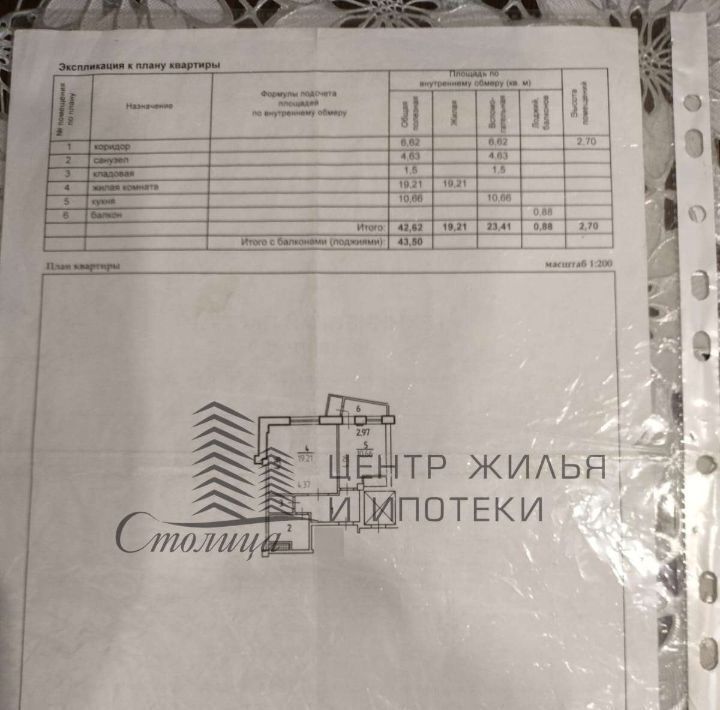 Экспликация к плану квартиры
№ помещения по плану
Назначение
Формулы подсчета площадей по внутреннему обмеру
Площадь по внутреннему обмеру (кв. м)
Общая полезная
Жилая
Вспомо-гательная
Лоджий, балконов
Высота помещений
1 коридор 6,62 6,62 2,70
2 санузел 4,63 4,63
3 кладовая 1,5 1,5
4 жилая комната 19,21 19,21
5 кухня 10,66 10,66
6 балкон 0,88
Итого: 42,62 19,21 23,41 0,88 2,70
Итого с балконами (лоджиями): 43,50
План квартиры
масштаб 1:200
6
2.97
4
19.21
5
10.66
4.37
2
ЦЕНТР ЖИЛЬЯ
И ИПОТЕКИ
Столица